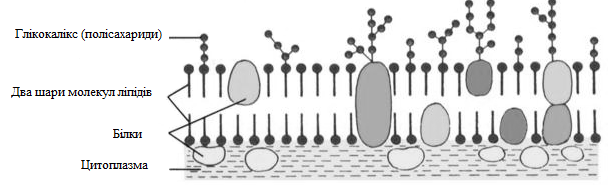 Глікокалікс (полісахариди)
Два шари молекул ліпідів
Білки
Цитоплазма